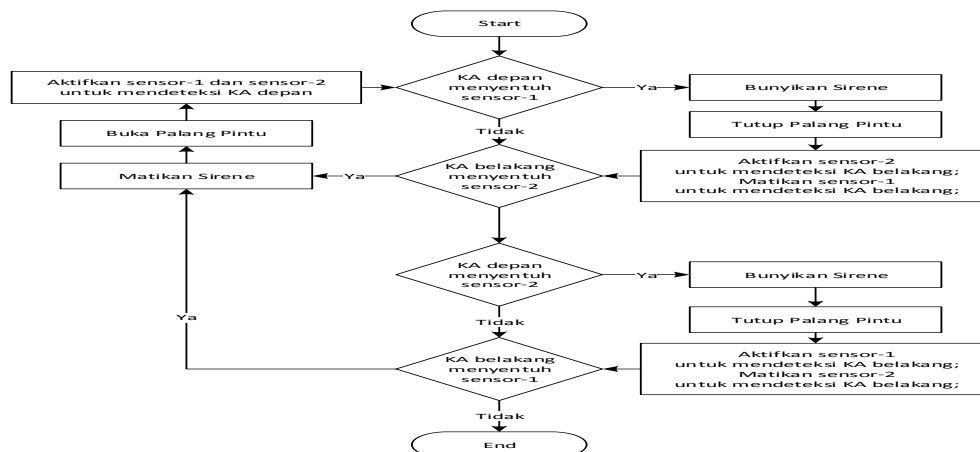 Start
KA depan
menyentuh
sensor-1
Ya
Bunyikan Sirene
Tutup Palang Pintu
Aktifkan sensor-2
untuk mendeteksi KA belakang;
Matikan sensor-1
untuk mendeteksi KA belakang;
Tidak
Aktifkan sensor-1 dan sensor-2
untuk mendeteksi KA depan
Buka Palang Pintu
Matikan Sirene
Ya
KA belakang
menyentuh
sensor-2
KA depan
menyentuh
sensor-2
Ya
Bunyikan Sirene
Tutup Palang Pintu
Aktifkan sensor-1
untuk mendeteksi KA belakang;
Matikan sensor-2
untuk mendeteksi KA belakang;
Ya
Tidak
KA belakang
menyentuh
sensor-1
Tidak
End